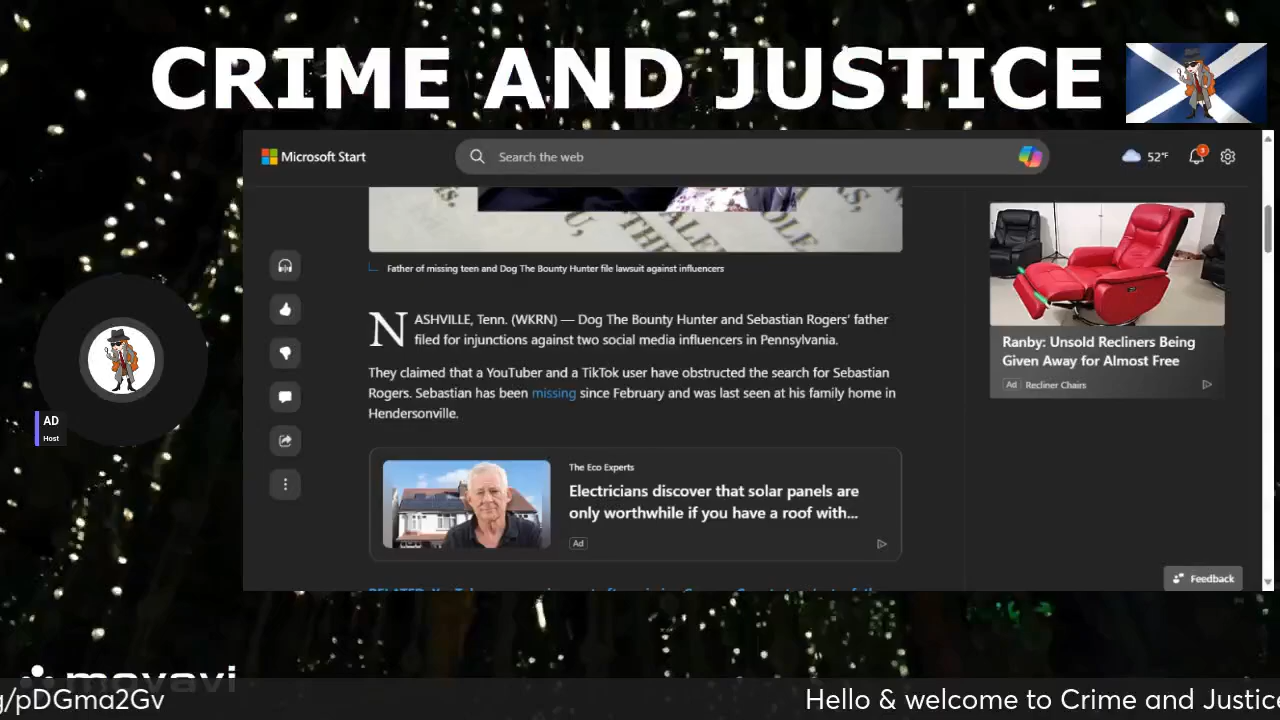 CRIME AND JUSTICE
Microsoft Start
Search the web
52°F
3
Father of missing teen and Dog The Bounty Hunter file lawsuit against influencers
NASHVILLE, Tenn. (WKRN) — Dog The Bounty Hunter and Sebastian Rogers' father
filed for injunctions against two social media influencers in Pennsylvania.
They claimed that a YouTuber and a TikTok user have obstructed the search for Sebastian
Rogers. Sebastian has been missing since February and was last seen at his family home in
Hendersonville.
The Eco Experts
Electricians discover that solar panels are
only worthwhile if you have a roof with...
Ad
Ranby: Unsold Recliners Being
Given Away for Almost Free
Ad Recliner Chairs
Feedback
AD
Host
movavi
g/pDGma2Gv
Hello & welcome to Crime and Justice